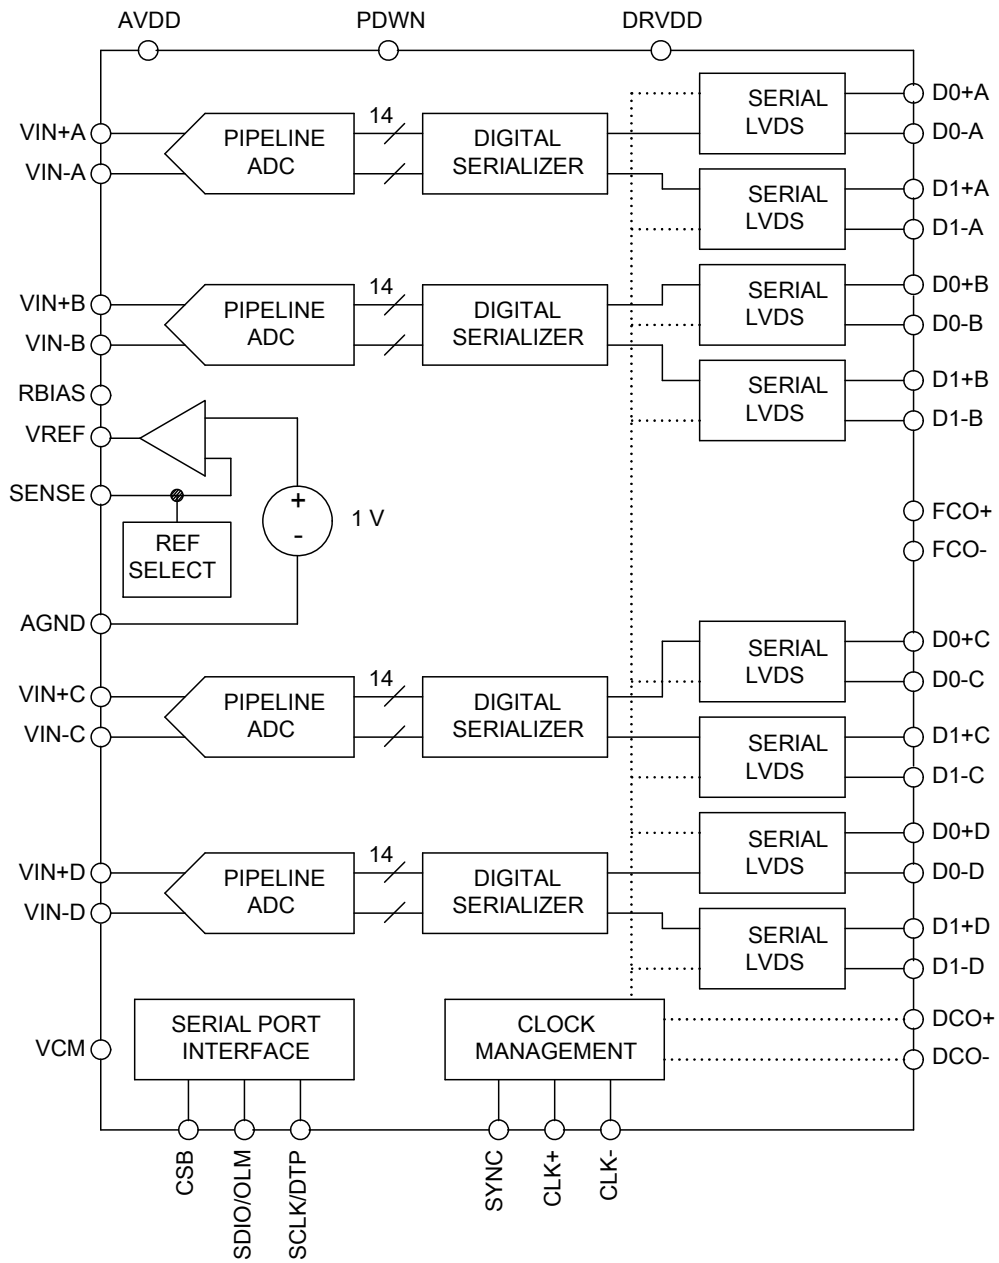 AVDD PDWN DRVDD
SERIAL
LVDS
D0+A
D0-A
VIN+A
VIN-A
PIPELINE
ADC
14
DIGITAL
SERIALIZER
SERIAL
LVDS
D1+A
D1-A
VIN+B
VIN-B
PIPELINE
ADC
14
DIGITAL
SERIALIZER
SERIAL
LVDS
D0+B
D0-B
SERIAL
LVDS
D1+B
D1-B
RBIAS
VREF
SENSE
+
-
1 V
REF
SELECT
FCO+
FCO-
AGND
SERIAL
LVDS
D0+C
D0-C
VIN+C
VIN-C
PIPELINE
ADC
14
DIGITAL
SERIALIZER
SERIAL
LVDS
D1+C
D1-C
SERIAL
LVDS
D0+D
D0-D
VIN+D
VIN-D
PIPELINE
ADC
14
DIGITAL
SERIALIZER
SERIAL
LVDS
D1+D
D1-D
VCM
SERIAL PORT
INTERFACE
CLOCK
MANAGEMENT
DCO+
DCO-
CSB
SDIO/OLM
SCLK/DTP
SYNC
CLK+
CLK-